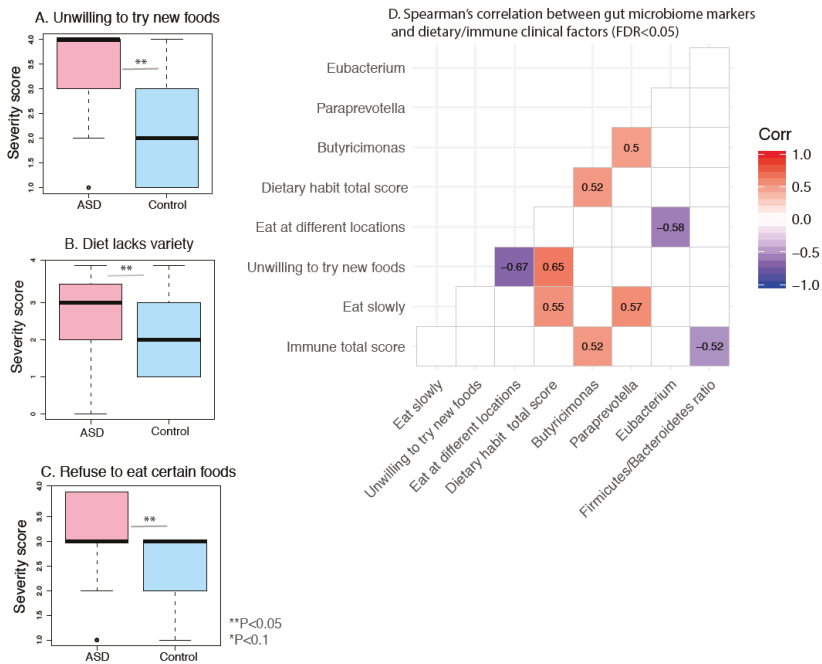 A. Unwilling to try new foods
Severity score
4.0
3.5
3.0
2.5
2.0
1.5
1.0
**
ASD
Control
B. Diet lacks variety
Severity score
4
3
2
1
0
**
ASD
Control
C. Refuse to eat certain foods
Severity score
4.0
3.5
3.0
2.5
2.0
1.5
1.0
**
ASD
Control
**P<0.05
*P<0.1
D. Spearman's correlation between gut microbiome markers
and dietary/immune clinical factors (FDR<0.05)
Eubacterium
Paraprevotella
Butyricimonas
0.5
Dietary habit total score
0.52
Eat at different locations
−0.58
Unwilling to try new foods
−0.67
0.65
Eat slowly
0.55
0.57
Immune total score
0.52
−0.52
Eat slowly
Unwilling to try new foods
Eat at different locations
Dietary habit total score
Butyricimonas
Paraprevotella
Eubacterium
Firmicutes/Bacteroidetes ratio
Corr
1.0
0.5
0.0
−0.5
−1.0